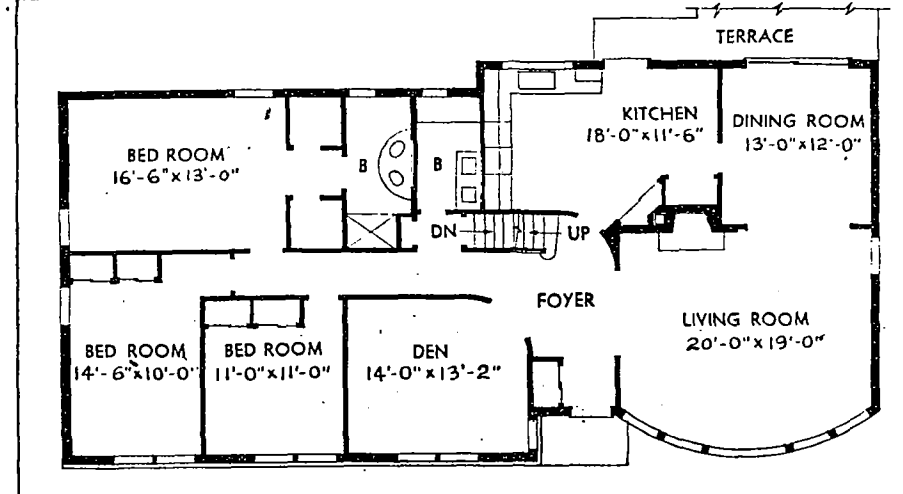 TERRACE
KITCHEN
18'-0"x11'-6"
DINING ROOM
13'-0"x12'-0"
BED ROOM
16'-6"x13'-0"
B
B
DN
UP
FOYER
LIVING ROOM
20'-0"x19'-0"
BED ROOM
14'-6"x10'-0"
BED ROOM
11'-0"x11'-0"
DEN
14'-0"x13'-2"